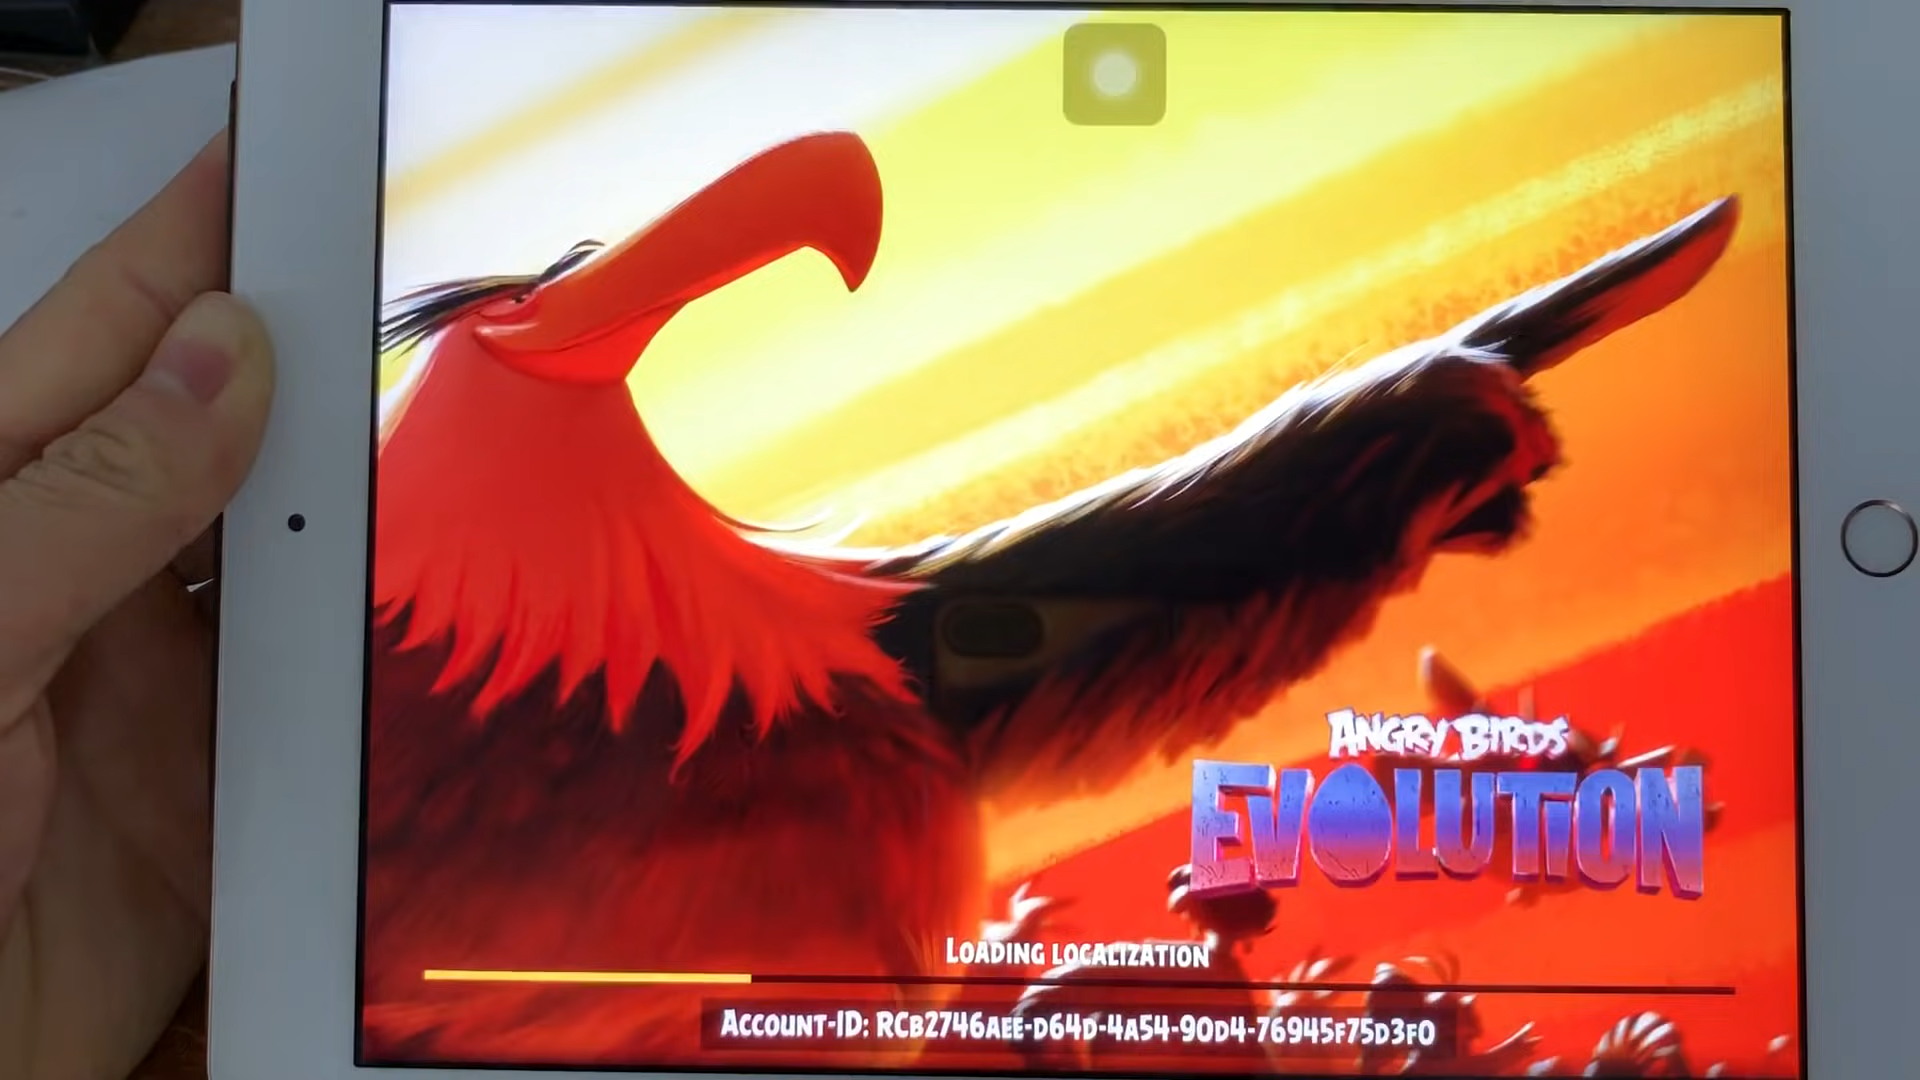 ANGRY BIRDS
EVOLUTION
LOADING LOCALIZATION
ACCOUNT-ID: RCB2746AEE-D64D-4A54-90D4-76945F75D3F0